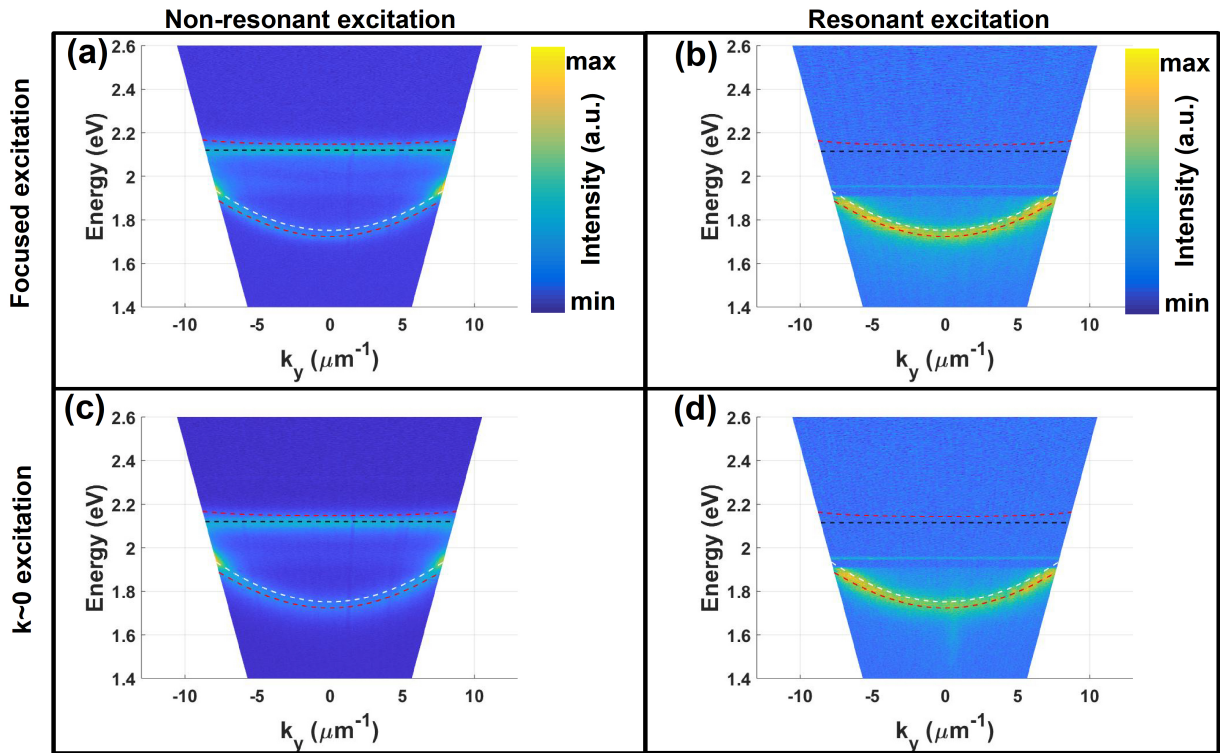 Non-resonant excitation
Resonant excitation
Focused excitation
k~0 excitation
(a)
2.6
2.4
2.2
2
1.8
1.6
1.4
Energy (eV)
-10 -5 0 5 10
k_y (μm^-1)
max
Intensity (a.u.)
min
(b)
2.6
2.4
2.2
2
1.8
1.6
1.4
Energy (eV)
-10 -5 0 5 10
k_y (μm^-1)
max
Intensity (a.u.)
min
(c)
2.6
2.4
2.2
2
1.8
1.6
1.4
Energy (eV)
-10 -5 0 5 10
k_y (μm^-1)
(d)
2.6
2.4
2.2
2
1.8
1.6
1.4
Energy (eV)
-10 -5 0 5 10
k_y (μm^-1)